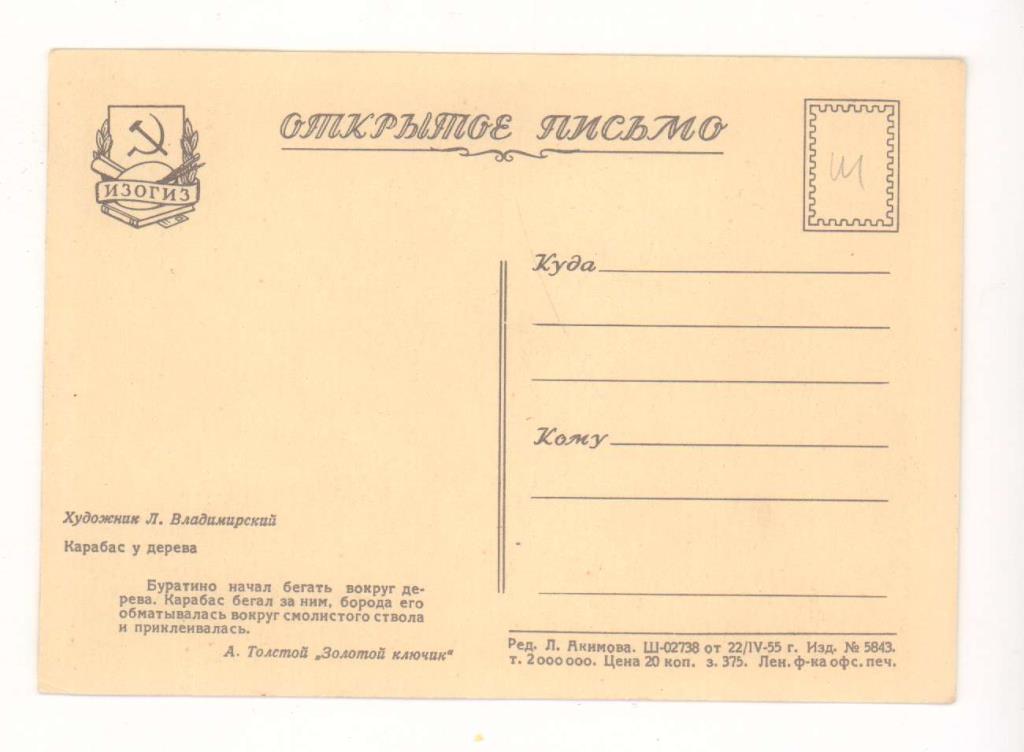 ОТКРЫТОЕ ПИСЬМО
ИЗОГИЗ
Ш
Куда
Кому
Художник Л. Владимирский
Карабас у дерева
Буратино начал бегать вокруг де-
рева. Карабас бегал за ним, борода его
обматывалась вокруг смолистого ствола
и приклеивалась.
А. Толстой „Золотой ключик"
Ред. Л. Якимова. Ш-02738 от 22/IV-55 г. Изд. № 5843.
т. 2000000. Цена 20 коп. з. 375. Лен. ф-ка офс. печ.